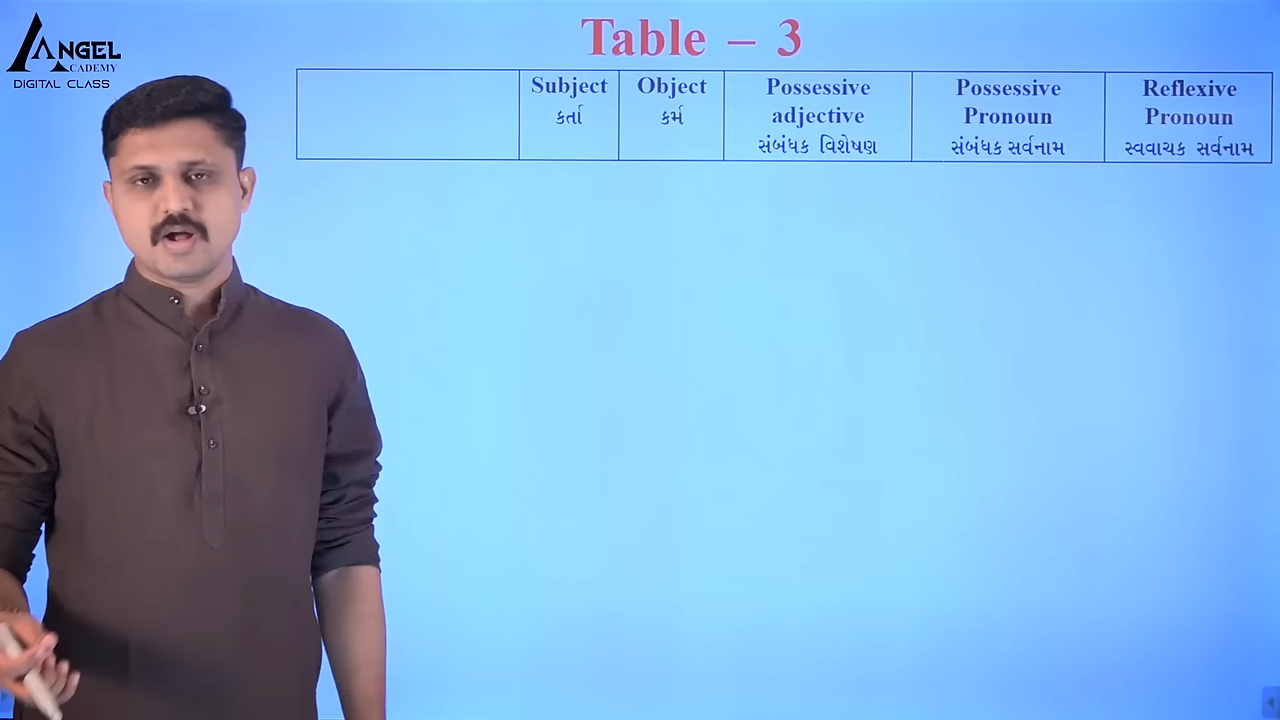 ANGEL
ACADEMY
DIGITAL CLASS
Table – 3
Subject
કર્તા
Object
કર્મ
Possessive
adjective
સંબંધક વિશેષણ
Possessive
Pronoun
સંબંધક સર્વનામ
Reflexive
Pronoun
સ્વવાચક સર્વનામ